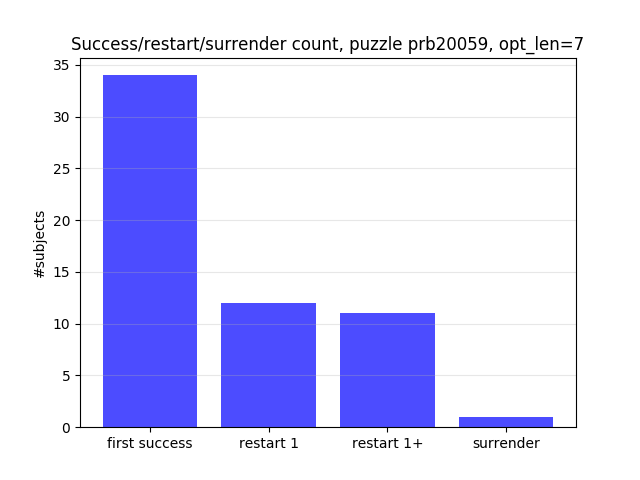 Success/restart/surrender count, puzzle prb20059, opt_len=7
35
30
25
20
15
10
5
0
#subjects
first success restart 1 restart 1+ surrender